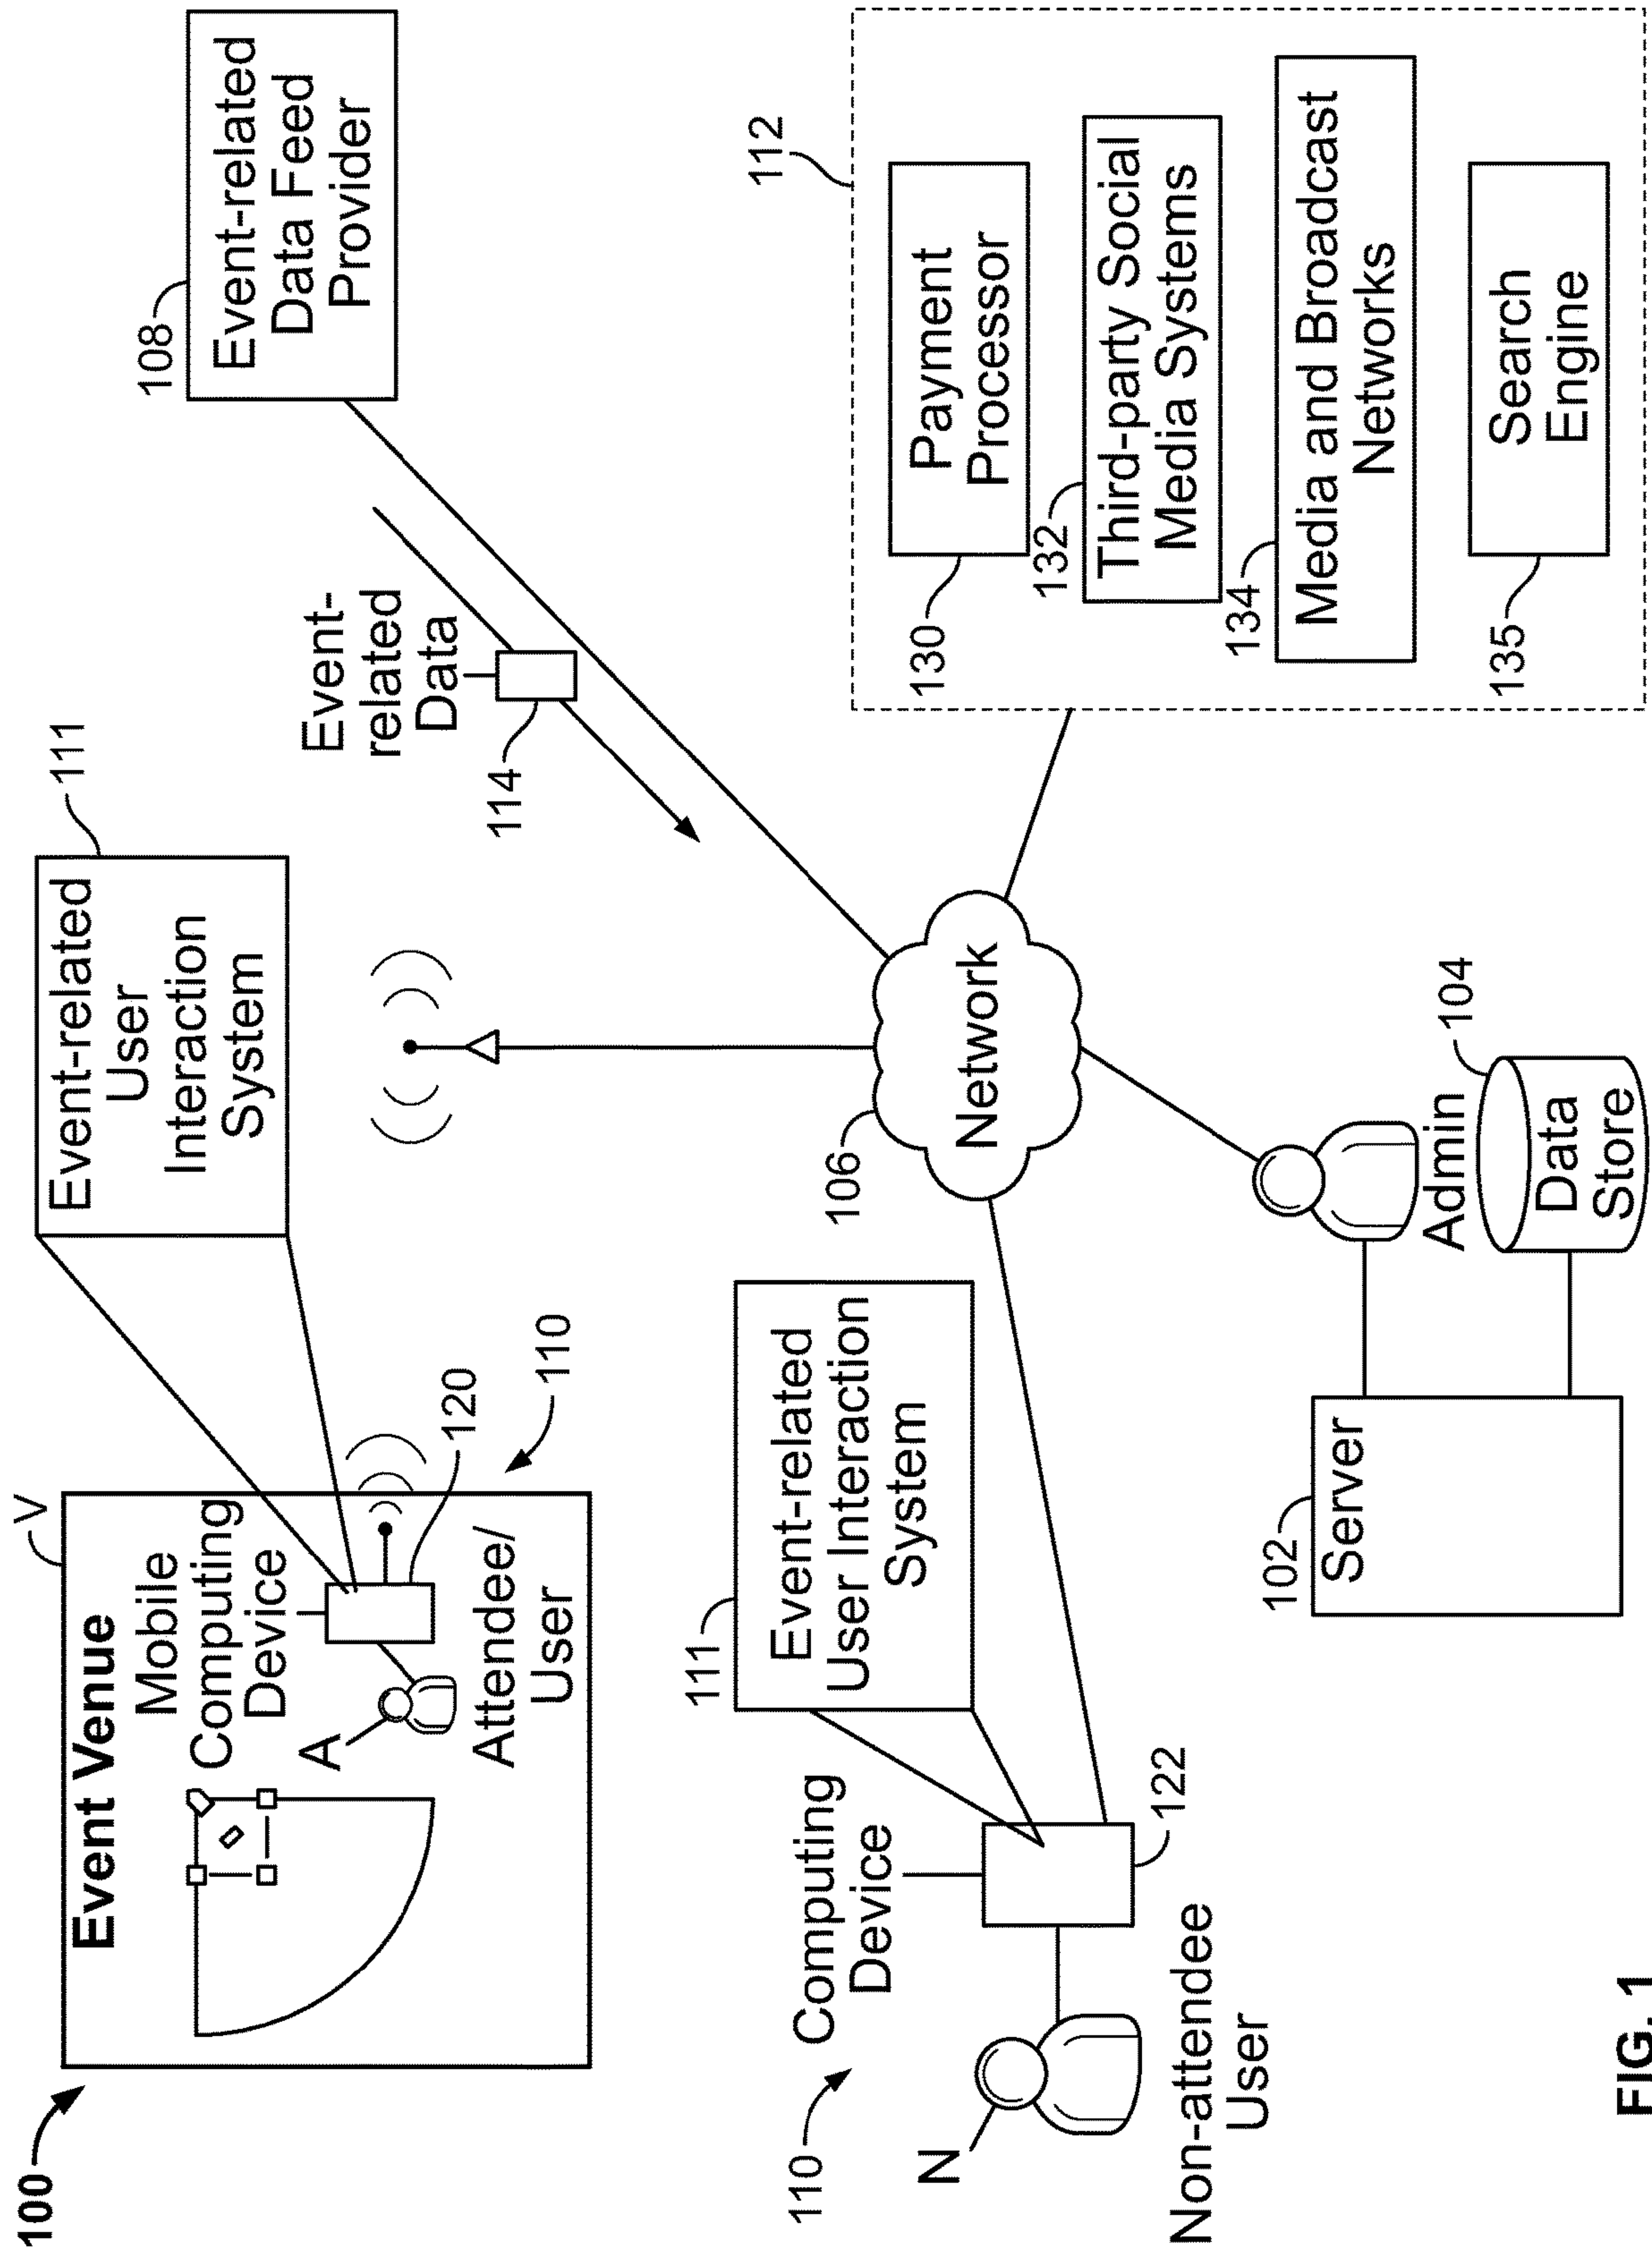 100
Event Venue
V
Mobile
Computing
Device
A
Attendee/
User
120
110
Event-related
User
Interaction
System
111
Event-related
Data Feed
Provider
108
Event-
related
Data
114
110
Computing
Device
N
Non-attendee
User
122
111
Event-related
User Interaction
System
106
Network
112
Payment
Processor
130
Third-party Social
Media Systems
132
Media and Broadcast
Networks
134
Search
Engine
135
102
Server
Admin
104
Data
Store
FIG. 1